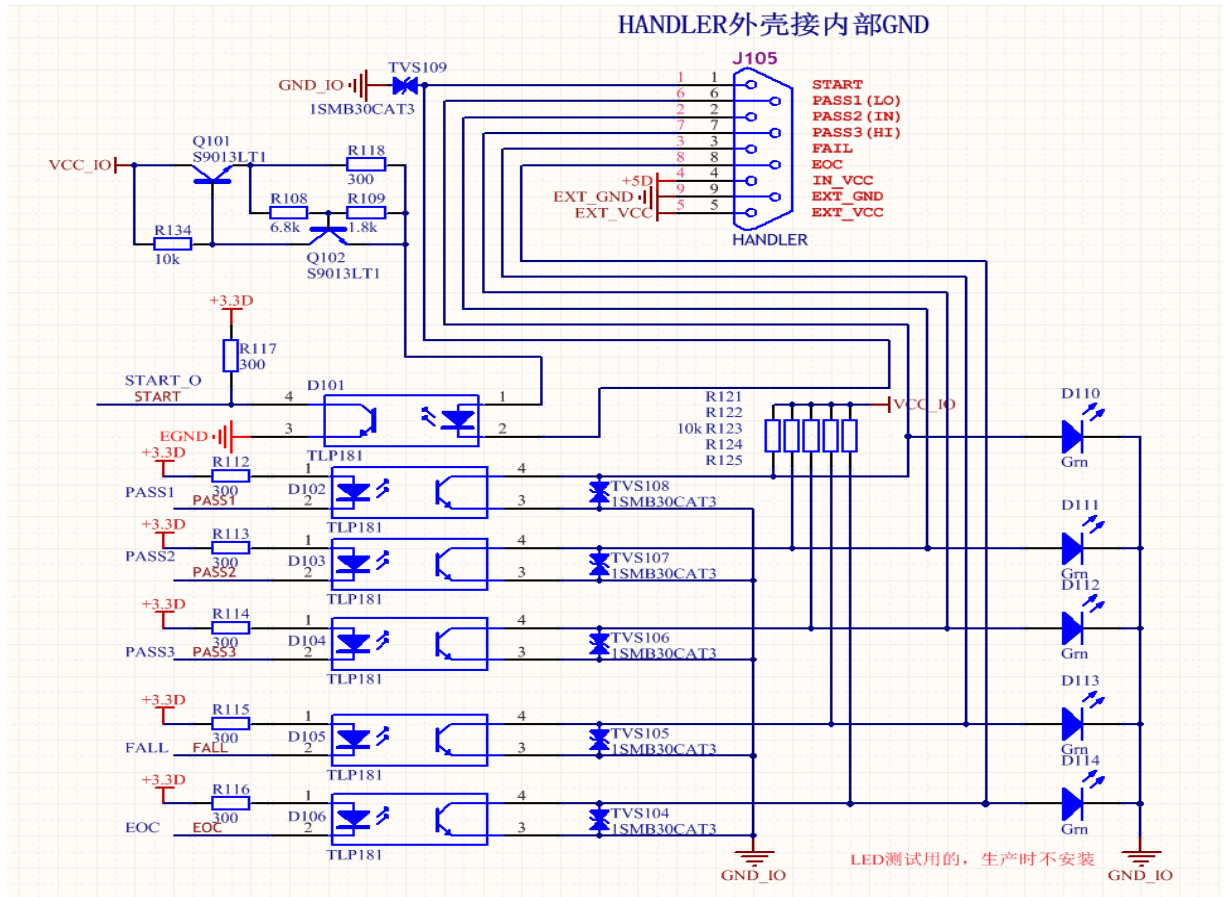 HANDLER外壳接内部GND
J105
TVS109
GND_IO
1SMB30CAT3
1 1 START
6 6 PASS1(LO)
2 2 PASS2(IN)
7 7 PASS3(HI)
3 3 FAIL
8 8 EOC
+5D 4 4 IN_VCC
EXT_GND 9 9 EXT_GND
EXT_VCC 5 5 EXT_VCC
HANDLER
Q101
S9013LT1
VCC_IO
R118
300
R108
6.8k
R109
1.8k
R134
10k
Q102
S9013LT1
+3.3D
R117
300
START_O
START
D101
4
3
1
2
EGND
TLP181
R121
R122
10k R123
R124
R125
VCC_IO
D110
Grn
+3.3D
R112
300
PASS1
PASS1
1
2
D102
TLP181
4
3
TVS108
1SMB30CAT3
D111
Grn
+3.3D
R113
300
PASS2
PASS2
1
2
D103
TLP181
4
3
TVS107
1SMB30CAT3
D112
Grn
+3.3D
R114
300
PASS3
PASS3
1
2
D104
TLP181
4
3
TVS106
1SMB30CAT3
D113
Grn
+3.3D
R115
300
FALL
FALL
1
2
D105
TLP181
4
3
TVS105
1SMB30CAT3
D114
Grn
+3.3D
R116
300
EOC
EOC
1
2
D106
TLP181
4
3
TVS104
1SMB30CAT3
LED测试用的，生产时不安装
GND_IO
GND_IO